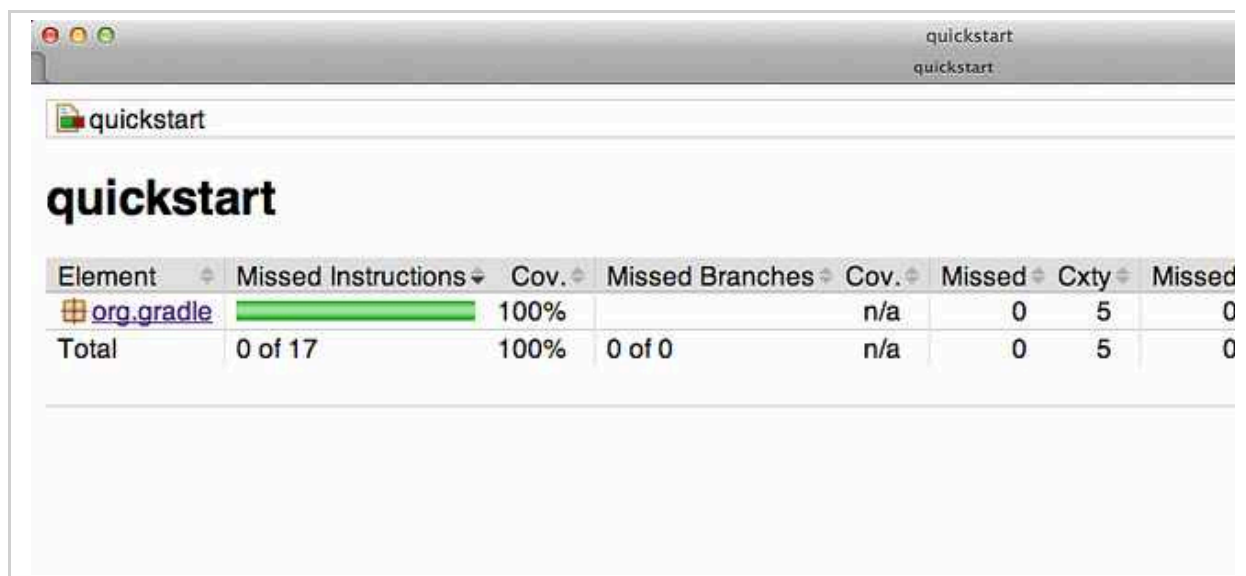 quickstart
quickstart
quickstart
quickstart
Element Missed Instructions Cov. Missed Branches Cov. Missed Cxty Missed
org.gradle 100% n/a 0 5 0
Total 0 of 17 100% 0 of 0 n/a 0 5 0